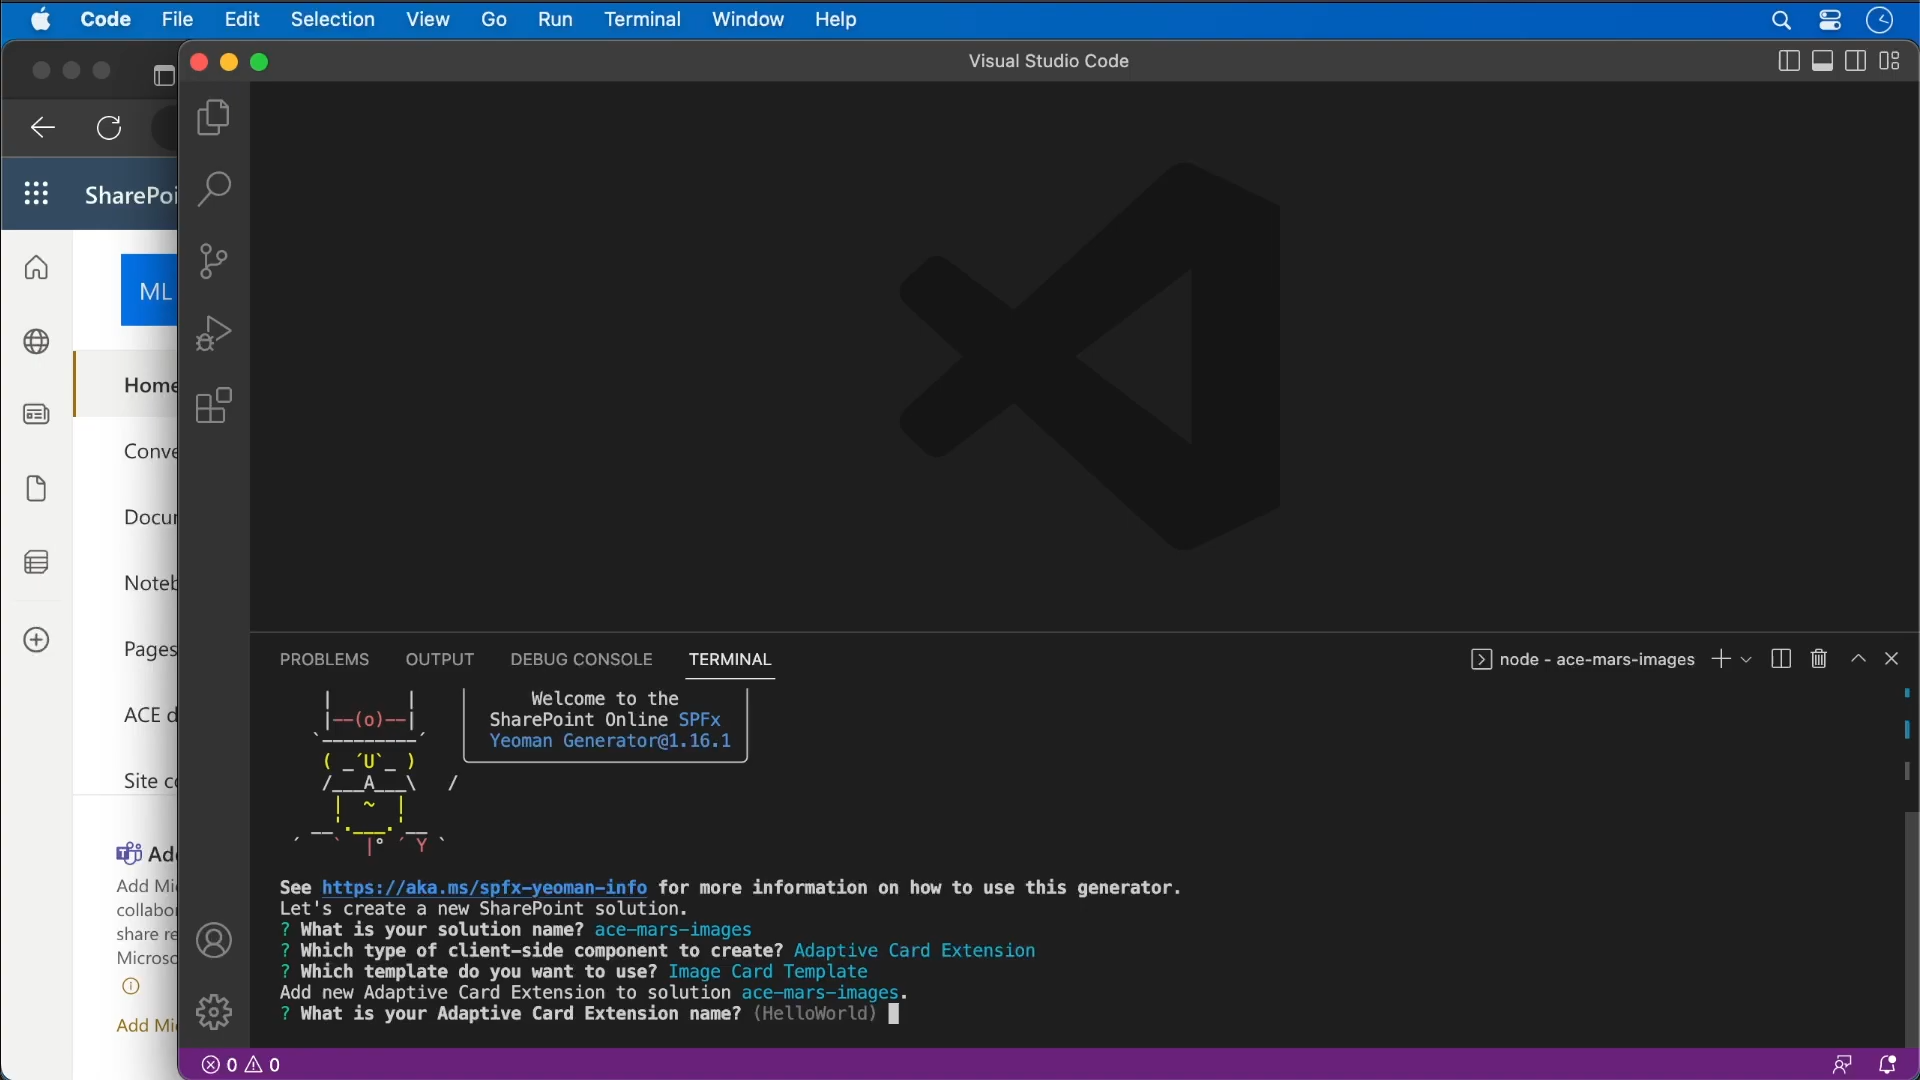 Code File Edit Selection View Go Run Terminal Window Help
Visual Studio Code
SharePoi
ML
Home
Conve
Docu
Noteb
Pages
ACE d
Site co
Add Mi
collabor
share re
Microso
Add Mi
PROBLEMS OUTPUT DEBUG CONSOLE TERMINAL
node - ace-mars-images
Welcome to the
SharePoint Online SPFx
Yeoman Generator@1.16.1
See https://aka.ms/spfx-yeoman-info for more information on how to use this generator.
Let's create a new SharePoint solution.
? What is your solution name? ace-mars-images
? Which type of client-side component to create? Adaptive Card Extension
? Which template do you want to use? Image Card Template
Add new Adaptive Card Extension to solution ace-mars-images.
? What is your Adaptive Card Extension name? (HelloWorld)
0 0